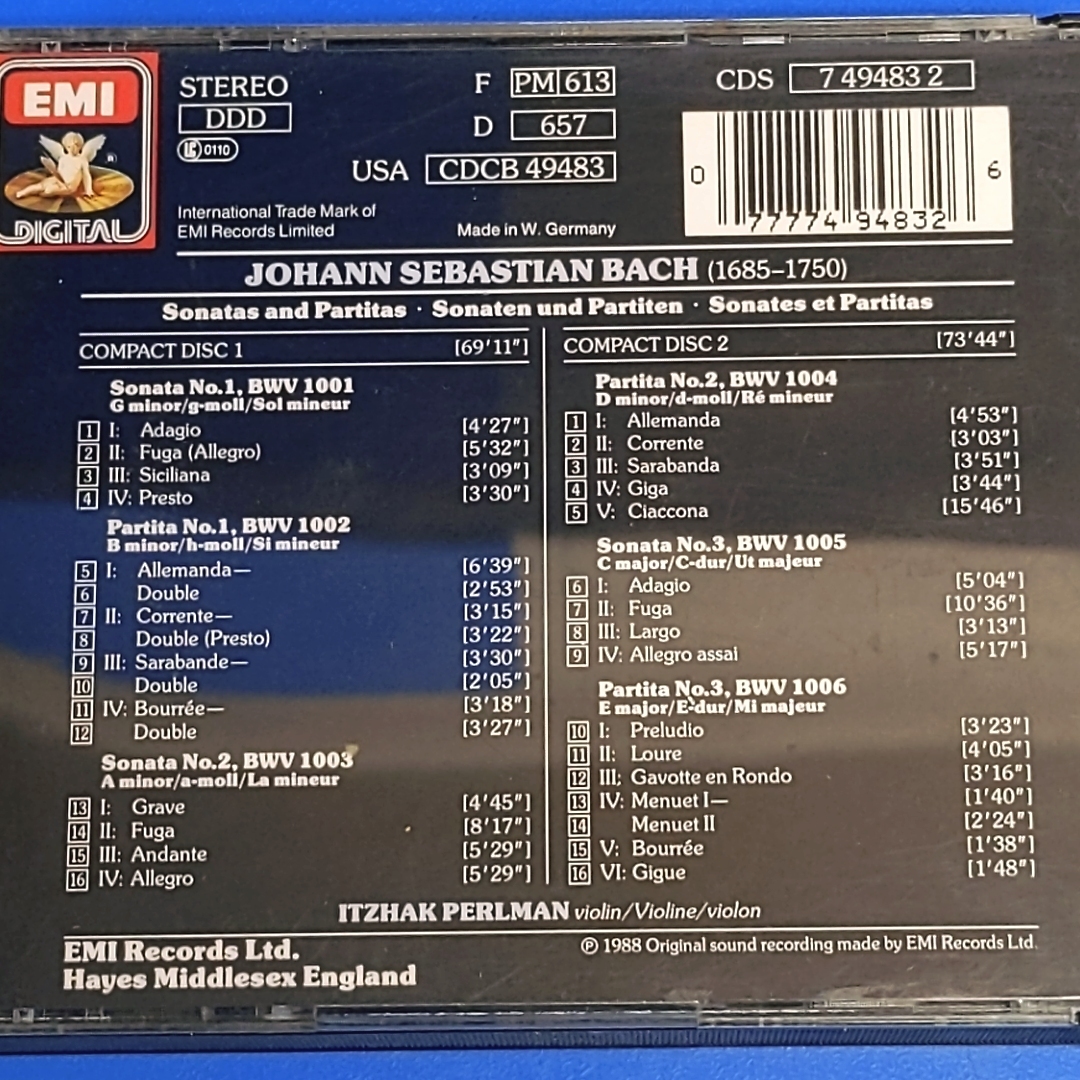 EMI
DIGITAL
STEREO
DDD
LC 0110
F PM 613
D 657
USA CDCB 49483
CDS 7 49483 2
0 77774 94832 6
International Trade Mark of
EMI Records Limited
Made in W. Germany
JOHANN SEBASTIAN BACH (1685–1750)
Sonatas and Partitas · Sonaten und Partiten · Sonates et Partitas
COMPACT DISC 1 [69'11"]
Sonata No.1, BWV 1001
G minor/g-moll/Sol mineur
1 I: Adagio [4'27"]
2 II: Fuga (Allegro) [5'32"]
3 III: Siciliana [3'09"]
4 IV: Presto [3'30"]
Partita No.1, BWV 1002
B minor/h-moll/Si mineur
5 I: Allemanda— [6'39"]
6 Double [2'53"]
7 II: Corrente— [3'15"]
8 Double (Presto) [3'22"]
9 III: Sarabande— [3'30"]
10 Double [2'05"]
11 IV: Bourrée— [3'18"]
12 Double [3'27"]
Sonata No.2, BWV 1003
A minor/a-moll/La mineur
13 I: Grave [4'45"]
14 II: Fuga [8'17"]
15 III: Andante [5'29"]
16 IV: Allegro [5'29"]
COMPACT DISC 2 [73'44"]
Partita No.2, BWV 1004
D minor/d-moll/Ré mineur
1 I: Allemanda [4'53"]
2 II: Corrente [3'03"]
3 III: Sarabanda [3'51"]
4 IV: Giga [3'44"]
5 V: Ciaccona [15'46"]
Sonata No.3, BWV 1005
C major/C-dur/Ut majeur
6 I: Adagio [5'04"]
7 II: Fuga [10'36"]
8 III: Largo [3'13"]
9 IV: Allegro assai [5'17"]
Partita No.3, BWV 1006
E major/E-dur/Mi majeur
10 I: Preludio [3'23"]
11 II: Loure [4'05"]
12 III: Gavotte en Rondo [3'16"]
13 IV: Menuet I— [1'40"]
14 Menuet II [2'24"]
15 V: Bourrée [1'38"]
16 VI: Gigue [1'48"]
ITZHAK PERLMAN violin/Violine/violon
EMI Records Ltd.
Hayes Middlesex England
℗ 1988 Original sound recording made by EMI Records Ltd.